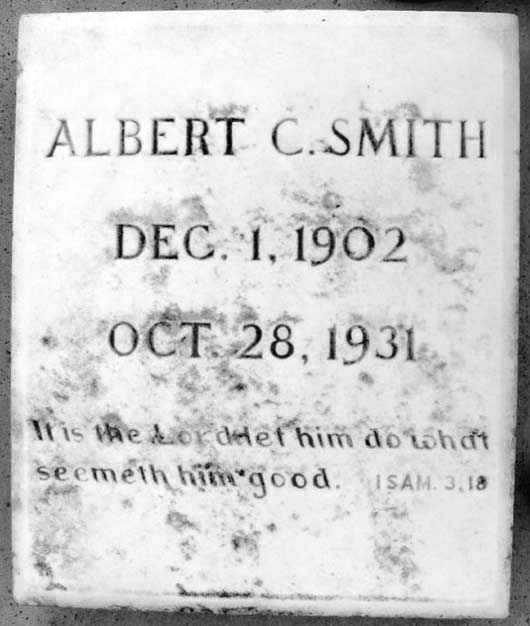 ALBERT C. SMITH
DEC. 1, 1902
OCT. 28, 1931
It is the Lord let him do what
seemeth him good. 1 SAM. 3, 18